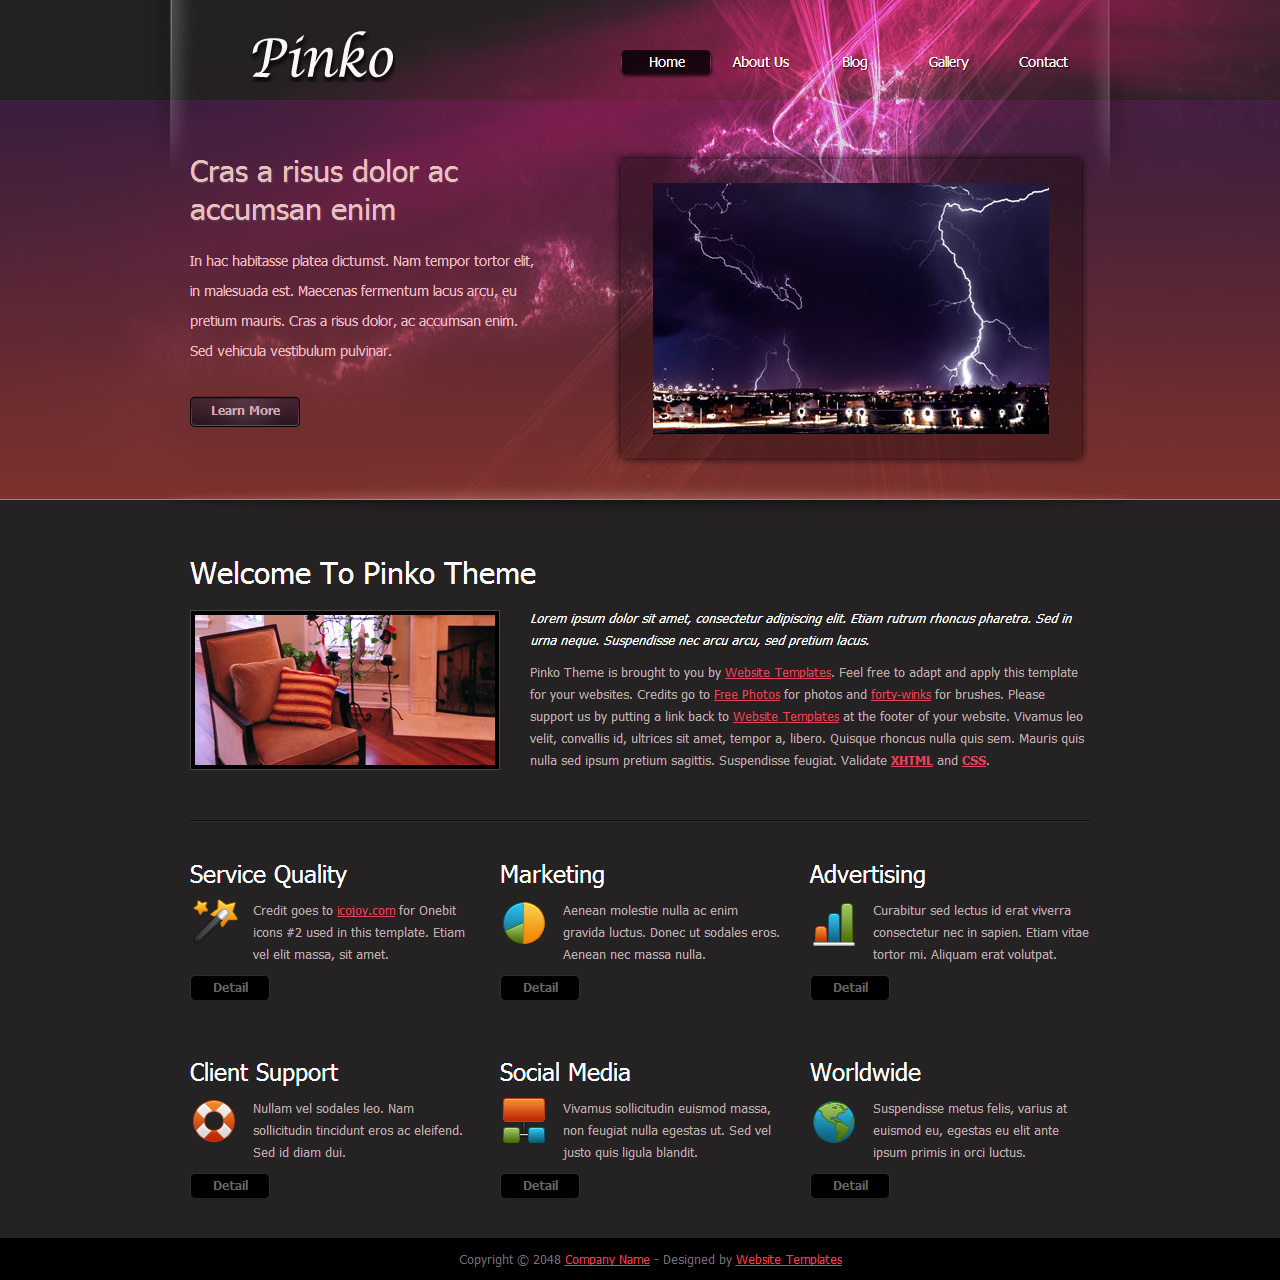 Pinko
Home About Us Blog Gallery Contact
Cras a risus dolor ac
accumsan enim
In hac habitasse platea dictumst. Nam tempor tortor elit,
in malesuada est. Maecenas fermentum lacus arcu, eu
pretium mauris. Cras a risus dolor, ac accumsan enim.
Sed vehicula vestibulum pulvinar.
Learn More
Welcome To Pinko Theme
Lorem ipsum dolor sit amet, consectetur adipiscing elit. Etiam rutrum rhoncus pharetra. Sed in
urna neque. Suspendisse nec arcu arcu, sed pretium lacus.
Pinko Theme is brought to you by Website Templates. Feel free to adapt and apply this template
for your websites. Credits go to Free Photos for photos and forty-winks for brushes. Please
support us by putting a link back to Website Templates at the footer of your website. Vivamus leo
velit, convallis id, ultrices sit amet, tempor a, libero. Quisque rhoncus nulla quis sem. Mauris quis
nulla sed ipsum pretium sagittis. Suspendisse feugiat. Validate XHTML and CSS.
Service Quality
Credit goes to icojoy.com for Onebit
icons #2 used in this template. Etiam
vel elit massa, sit amet.
Detail
Marketing
Aenean molestie nulla ac enim
gravida luctus. Donec ut sodales eros.
Aenean nec massa nulla.
Detail
Advertising
Curabitur sed lectus id erat viverra
consectetur nec in sapien. Etiam vitae
tortor mi. Aliquam erat volutpat.
Detail
Client Support
Nullam vel sodales leo. Nam
sollicitudin tincidunt eros ac eleifend.
Sed id diam dui.
Detail
Social Media
Vivamus sollicitudin euismod massa,
non feugiat nulla egestas ut. Sed vel
justo quis ligula blandit.
Detail
Worldwide
Suspendisse metus felis, varius at
euismod eu, egestas eu elit ante
ipsum primis in orci luctus.
Detail
Copyright © 2048 Company Name - Designed by Website Templates